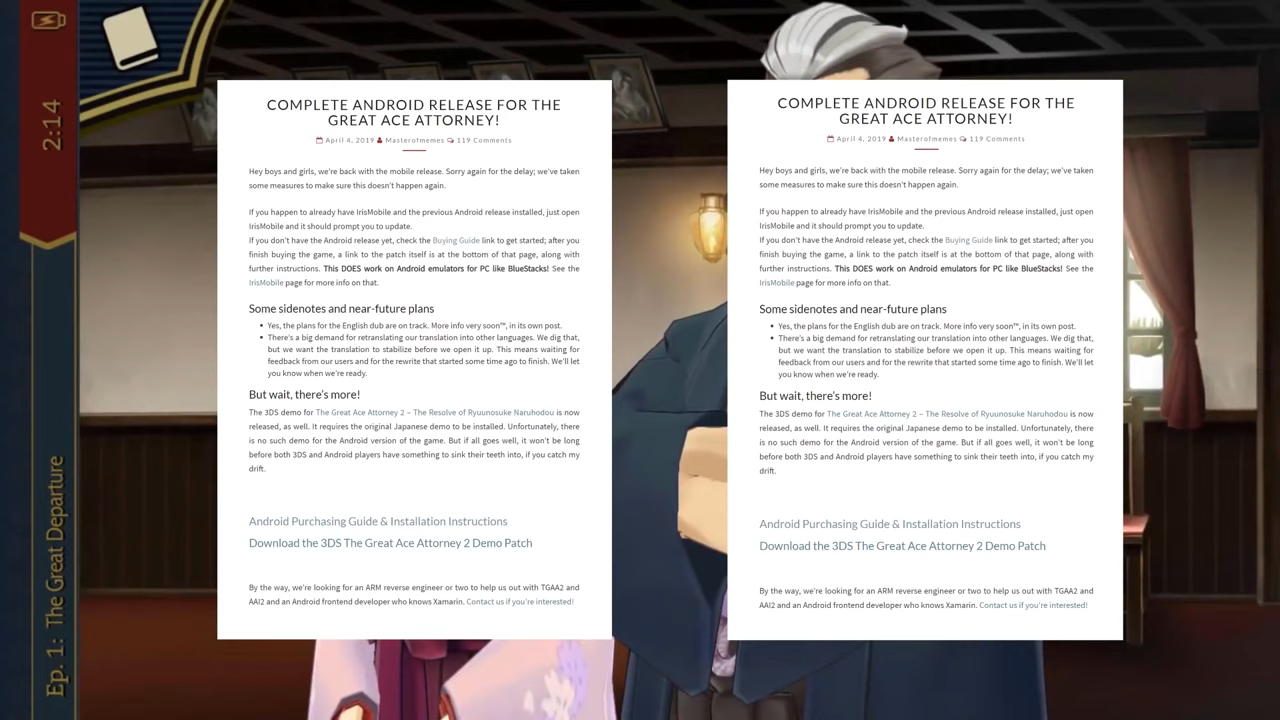 2:14
Ep. 1: The Great Departure
COMPLETE ANDROID RELEASE FOR THE
GREAT ACE ATTORNEY!
April 4, 2019 Masterofmemes 119 Comments
Hey boys and girls, we're back with the mobile release. Sorry again for the delay; we've taken
some measures to make sure this doesn't happen again.
If you happen to already have IrisMobile and the previous Android release installed, just open
IrisMobile and it should prompt you to update.
If you don't have the Android release yet, check the Buying Guide link to get started; after you
finish buying the game, a link to the patch itself is at the bottom of that page, along with
further instructions. This DOES work on Android emulators for PC like BlueStacks! See the
IrisMobile page for more info on that.
Some sidenotes and near-future plans
• Yes, the plans for the English dub are on track. More info very soon™, in its own post.
• There's a big demand for retranslating our translation into other languages. We dig that,
but we want the translation to stabilize before we open it up. This means waiting for
feedback from our users and for the rewrite that started some time ago to finish. We'll let
you know when we're ready.
But wait, there's more!
The 3DS demo for The Great Ace Attorney 2 – The Resolve of Ryuunosuke Naruhodou is now
released, as well. It requires the original Japanese demo to be installed. Unfortunately, there
is no such demo for the Android version of the game. But if all goes well, it won't be long
before both 3DS and Android players have something to sink their teeth into, if you catch my
drift.
Android Purchasing Guide & Installation Instructions
Download the 3DS The Great Ace Attorney 2 Demo Patch
By the way, we're looking for an ARM reverse engineer or two to help us out with TGAA2 and
AAI2 and an Android frontend developer who knows Xamarin. Contact us if you're interested!
COMPLETE ANDROID RELEASE FOR THE
GREAT ACE ATTORNEY!
April 4, 2019 Masterofmemes 119 Comments
Hey boys and girls, we're back with the mobile release. Sorry again for the delay; we've taken
some measures to make sure this doesn't happen again.
If you happen to already have IrisMobile and the previous Android release installed, just open
IrisMobile and it should prompt you to update.
If you don't have the Android release yet, check the Buying Guide link to get started; after you
finish buying the game, a link to the patch itself is at the bottom of that page, along with
further instructions. This DOES work on Android emulators for PC like BlueStacks! See the
IrisMobile page for more info on that.
Some sidenotes and near-future plans
• Yes, the plans for the English dub are on track. More info very soon™, in its own post.
• There's a big demand for retranslating our translation into other languages. We dig that,
but we want the translation to stabilize before we open it up. This means waiting for
feedback from our users and for the rewrite that started some time ago to finish. We'll let
you know when we're ready.
But wait, there's more!
The 3DS demo for The Great Ace Attorney 2 – The Resolve of Ryuunosuke Naruhodou is now
released, as well. It requires the original Japanese demo to be installed. Unfortunately, there
is no such demo for the Android version of the game. But if all goes well, it won't be long
before both 3DS and Android players have something to sink their teeth into, if you catch my
drift.
Android Purchasing Guide & Installation Instructions
Download the 3DS The Great Ace Attorney 2 Demo Patch
By the way, we're looking for an ARM reverse engineer or two to help us out with TGAA2 and
AAI2 and an Android frontend developer who knows Xamarin. Contact us if you're interested!